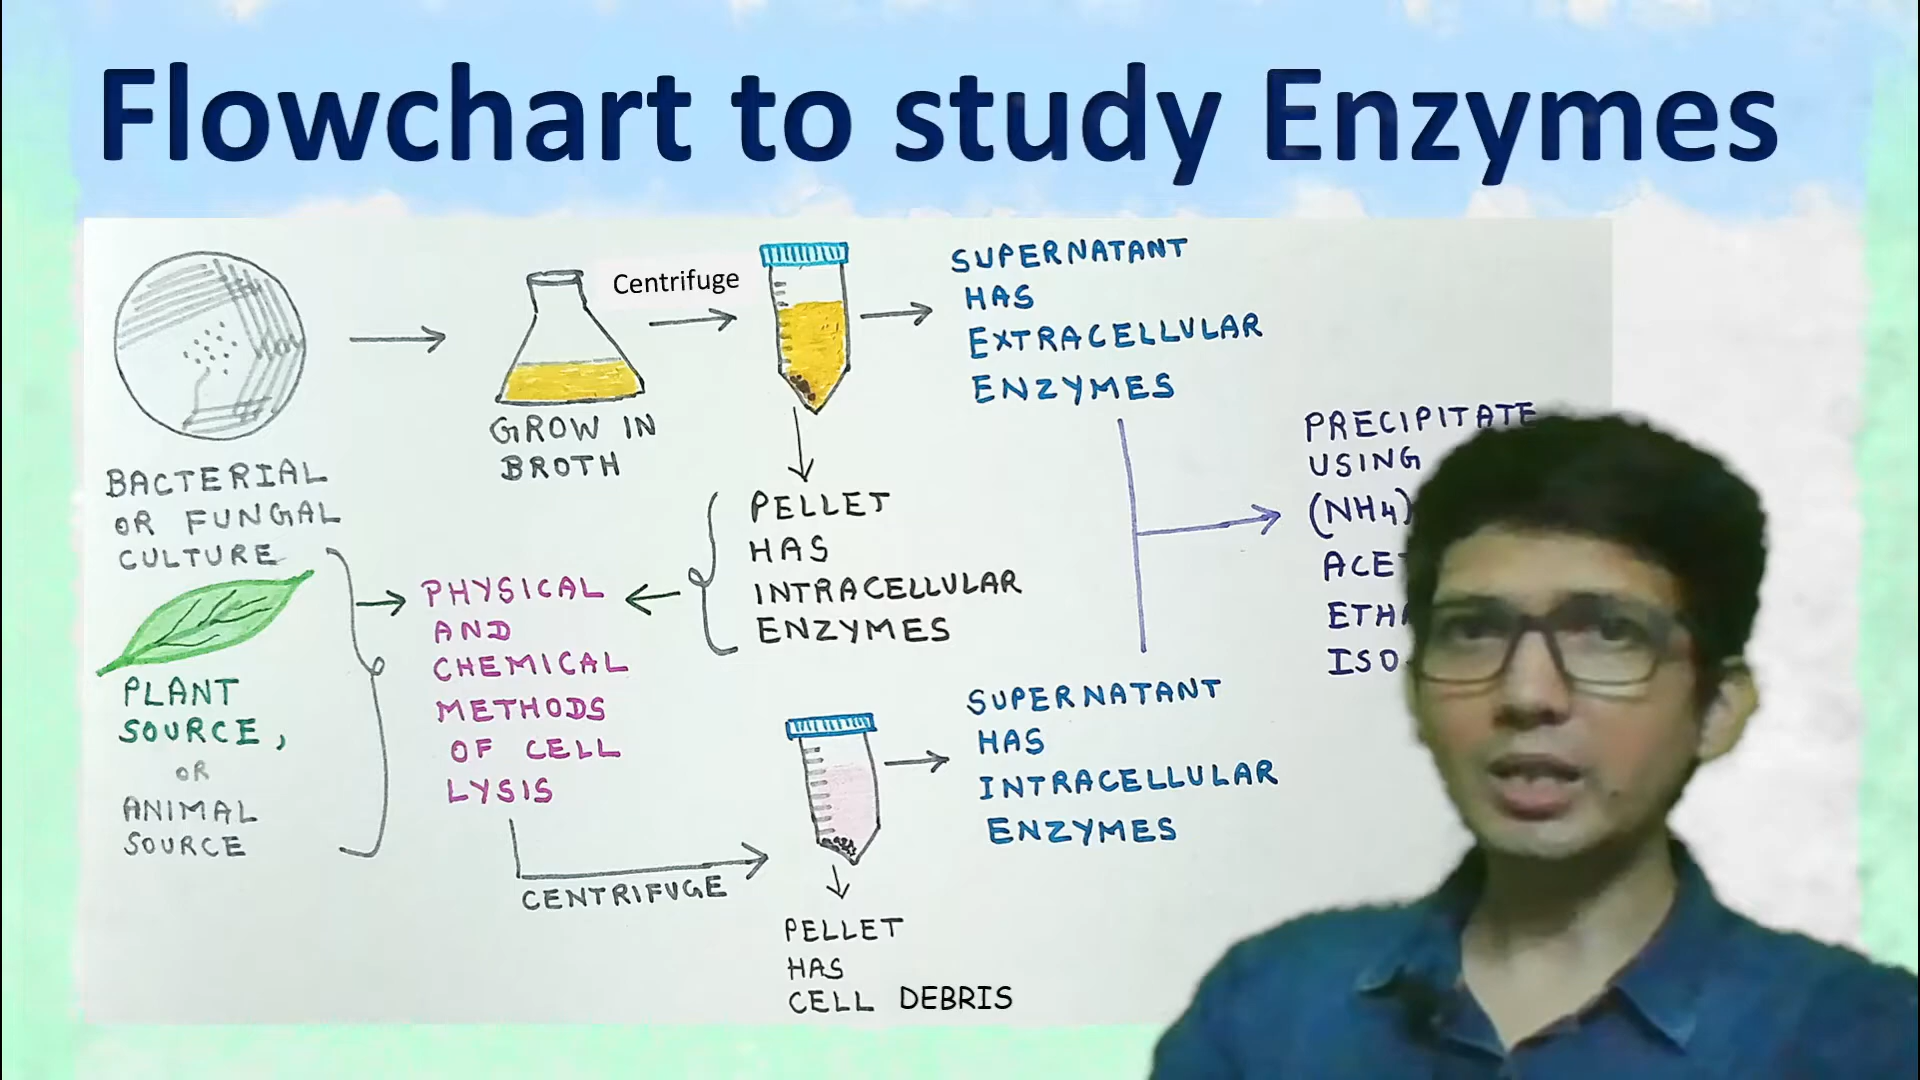 Flowchart to study Enzymes
Centrifuge
GROW IN
BROTH
BACTERIAL
OR FUNGAL
CULTURE
PLANT
SOURCE,
OR
ANIMAL
SOURCE
SUPERNATANT
HAS
EXTRACELLULAR
ENZYMES
PELLET
HAS
INTRACELLULAR
ENZYMES
PHYSICAL
AND
CHEMICAL
METHODS
OF CELL
LYSIS
CENTRIFUGE
SUPERNATANT
HAS
INTRACELLULAR
ENZYMES
PELLET
HAS
CELL DEBRIS
PRECIPITATE
USING
(NH4)